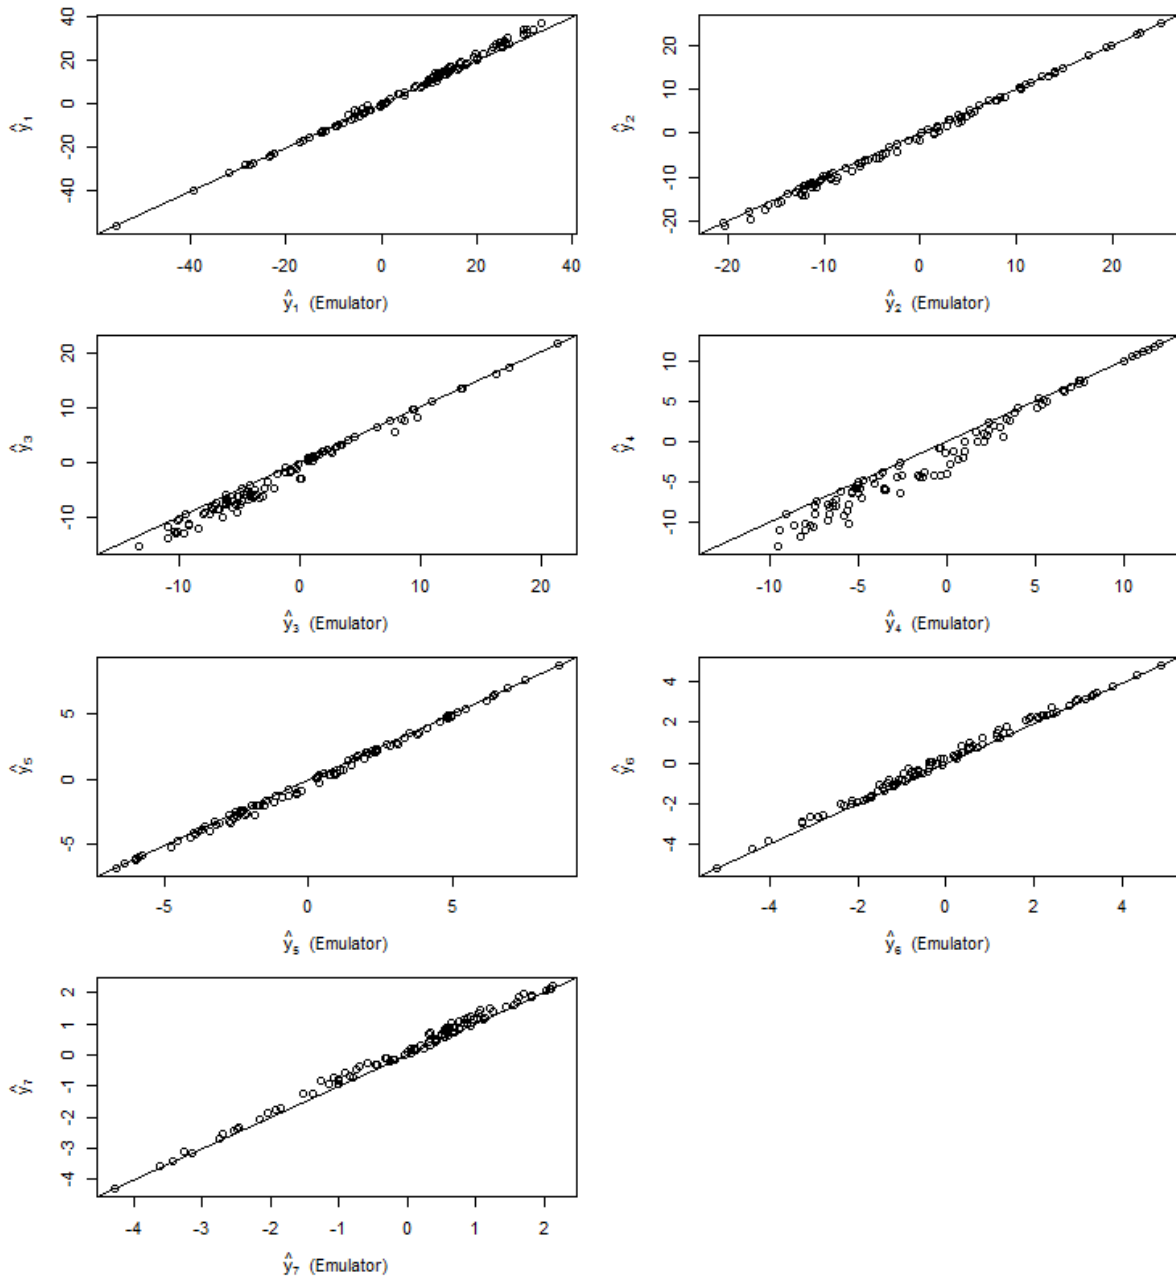 40
20
0
-20
-40
ŷ₁
-40 -20 0 20 40
ŷ₁ (Emulator)
20
10
0
-10
-20
ŷ₂
-20 -10 0 10 20
ŷ₂ (Emulator)
20
10
0
-10
ŷ₃
-10 0 10 20
ŷ₃ (Emulator)
10
5
0
-5
-10
ŷ₄
-10 -5 0 5 10
ŷ₄ (Emulator)
5
0
-5
ŷ₅
-5 0 5
ŷ₅ (Emulator)
4
2
0
-2
-4
ŷ₆
-4 -2 0 2 4
ŷ₆ (Emulator)
2
1
0
-1
-2
-3
-4
ŷ₇
-4 -3 -2 -1 0 1 2
ŷ₇ (Emulator)